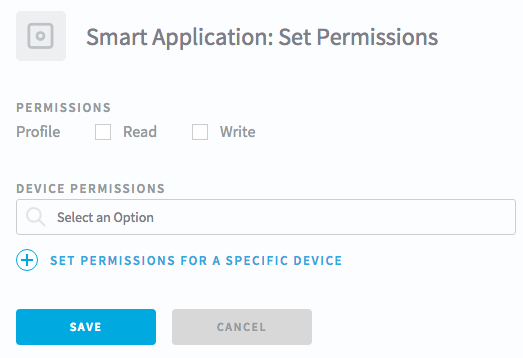 Smart Application: Set Permissions
PERMISSIONS
Profile Read Write
DEVICE PERMISSIONS
Select an Option
SET PERMISSIONS FOR A SPECIFIC DEVICE
SAVE CANCEL